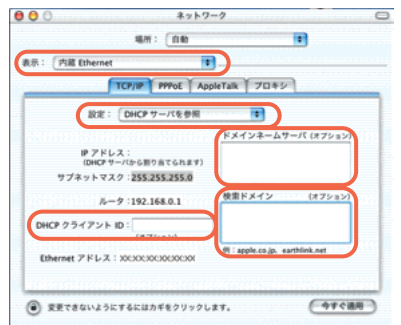 ネットワーク
場所： 自動
表示： 内蔵 Ethernet
TCP/IP PPPoE AppleTalk プロキシ
設定： DHCP サーバを参照
ドメインネームサーバ (オプション)
IP アドレス：
(DHCP サーバから割り当てられます)
サブネットマスク：255.255.255.0
ルータ：192.168.0.1
検索ドメイン (オプション)
DHCP クライアント ID：
(オプション)
例：apple.co.jp, earthlink.net
Ethernet アドレス：XX:XX:XX:XX:XX:XX
変更できないようにするにはカギをクリックします。
今すぐ適用